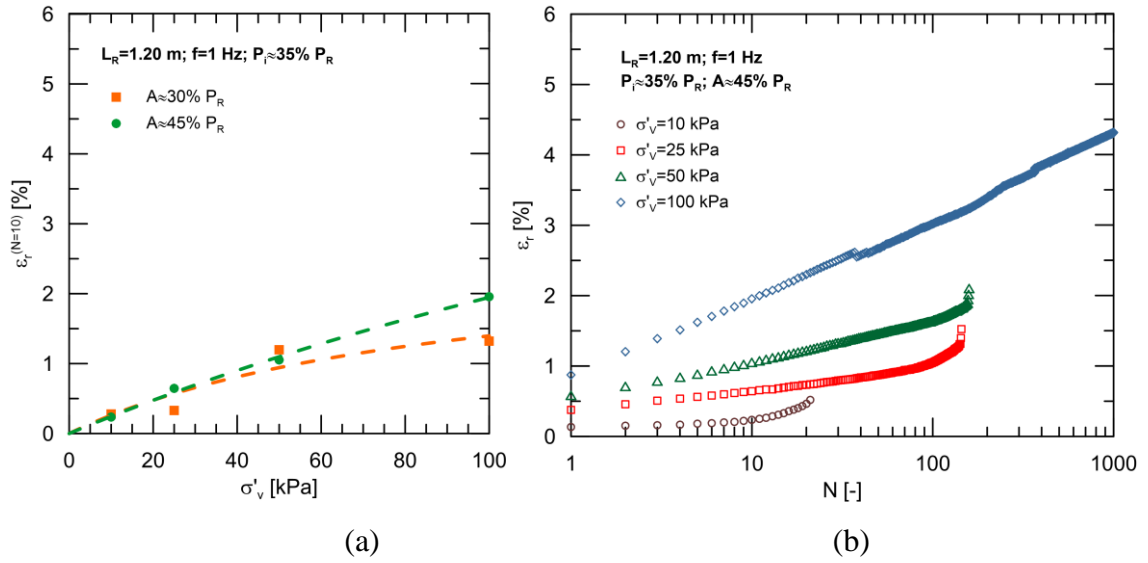 6
5
4
3
2
1
0
εᵣ⁽ᴺ⁼¹⁰⁾ [%]
L_R=1.20 m; f=1 Hz; P_i≈35% P_R
A≈30% P_R
A≈45% P_R
0 20 40 60 80 100
σ'_v [kPa]
(a)
6
5
4
3
2
1
0
ε_r [%]
L_R=1.20 m; f=1 Hz
P_i≈35% P_R; A≈45% P_R
σ'_V=10 kPa
σ'_V=25 kPa
σ'_V=50 kPa
σ'_V=100 kPa
1 10 100 1000
N [-]
(b)